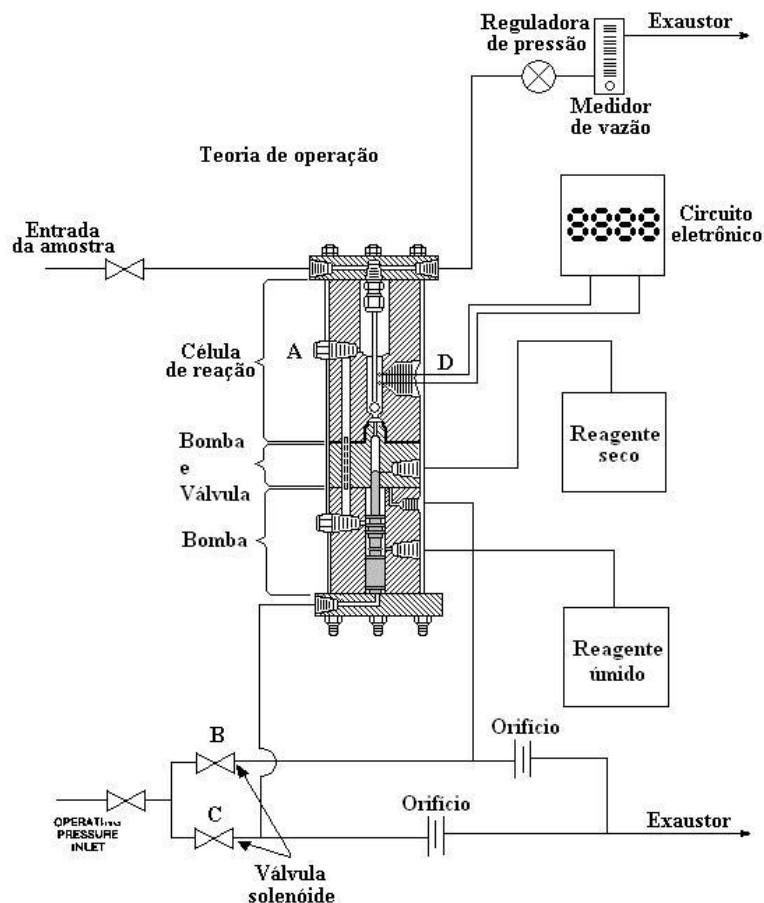 Reguladora
de pressão
Exaustor
Medidor
de vazão
Teoria de operação
Entrada
da amostra
8888
Circuito
eletrônico
Célula
de reação
A
D
Bomba
e
Válvula
Reagente
seco
Bomba
Reagente
úmido
B
Orifício
C
Orifício
OPERATING
PRESSURE
INLET
Exaustor
Válvula
solenóide